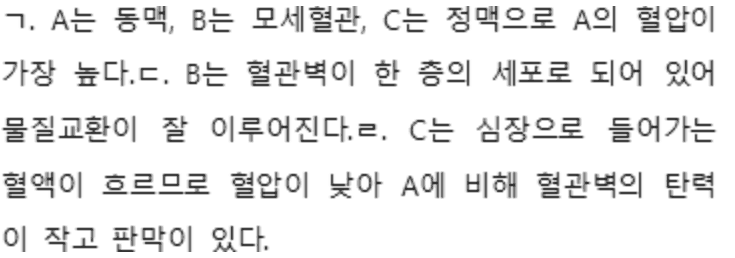 ㄱ. A는 동맥, B는 모세혈관, C는 정맥으로 A의 혈압이
가장 높다.ㄷ. B는 혈관벽이 한 층의 세포로 되어 있어
물질교환이 잘 이루어진다.ㄹ. C는 심장으로 들어가는
혈액이 흐르므로 혈압이 낮아 A에 비해 혈관벽의 탄력
이 작고 판막이 있다.